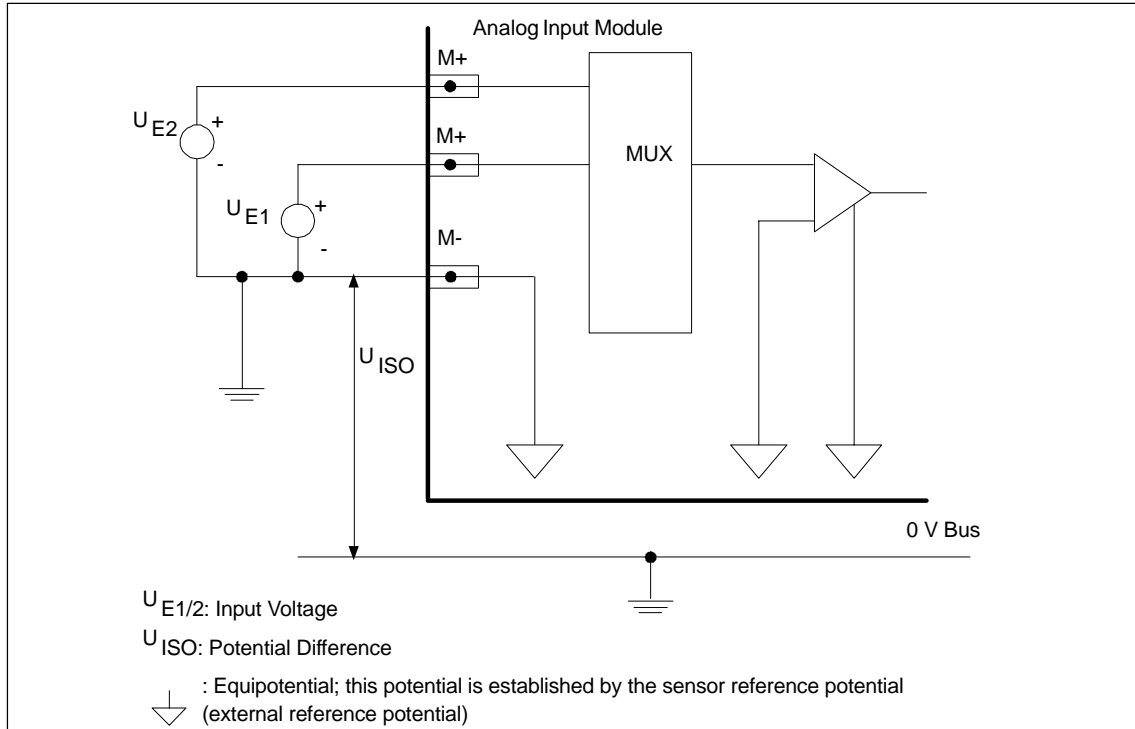 Analog Input Module
M+
U E2
+
-
M+
MUX
U E1
+
-
M-
U ISO
0 V Bus
U E1/2: Input Voltage
U ISO: Potential Difference
: Equipotential; this potential is established by the sensor reference potential
(external reference potential)